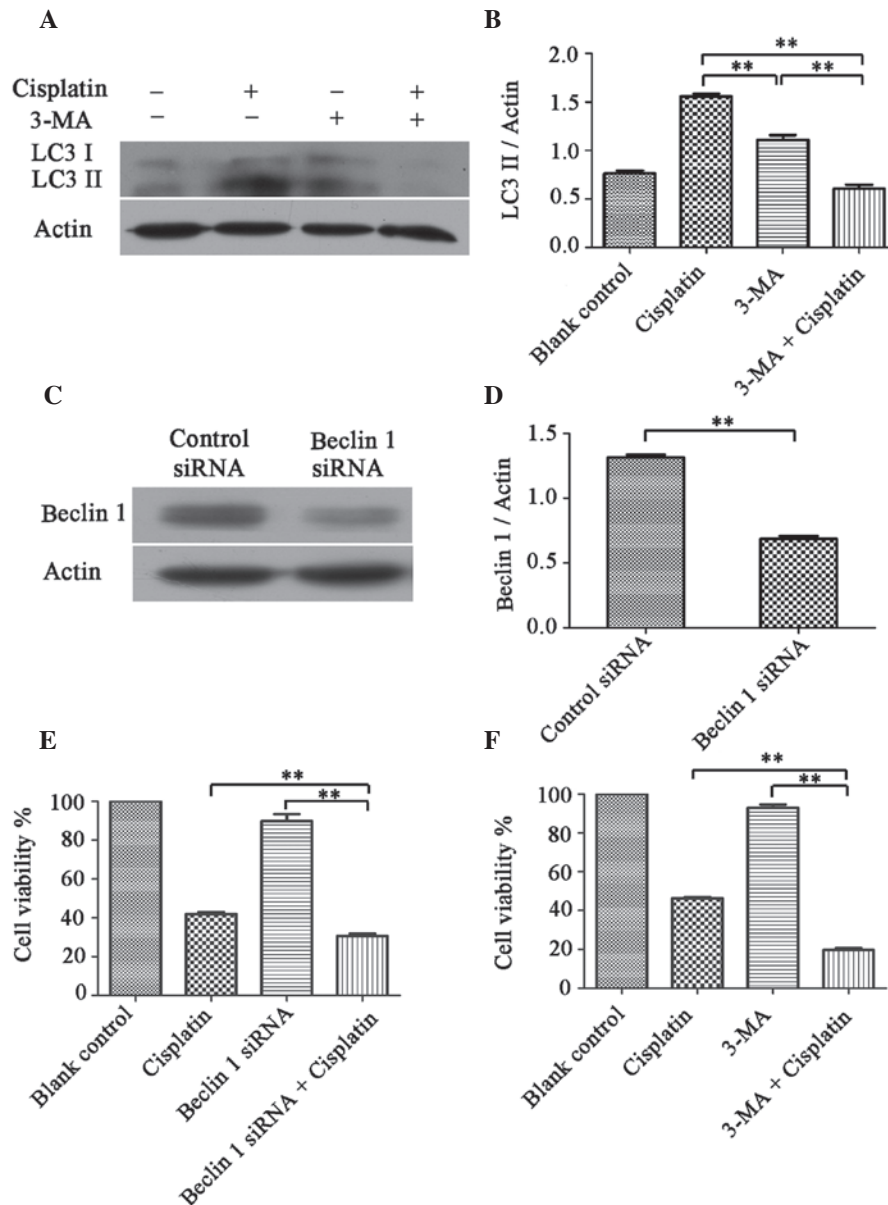 A
Cisplatin – + – +
3-MA – – + +
LC3 I
LC3 II
Actin
B
**
** **
LC3 II / Actin
2.0
1.5
1.0
0.5
0.0
Blank control
Cisplatin
3-MA
3-MA + Cisplatin
C
Control siRNA
Beclin 1 siRNA
Beclin 1
Actin
D
**
Beclin 1 / Actin
1.5
1.0
0.5
0.0
Control siRNA
Beclin 1 siRNA
E
**
**
Cell viability %
100
80
60
40
20
0
Blank control
Cisplatin
Beclin 1 siRNA
Beclin 1 siRNA + Cisplatin
F
**
**
Cell viability %
100
80
60
40
20
0
Blank control
Cisplatin
3-MA
3-MA + Cisplatin